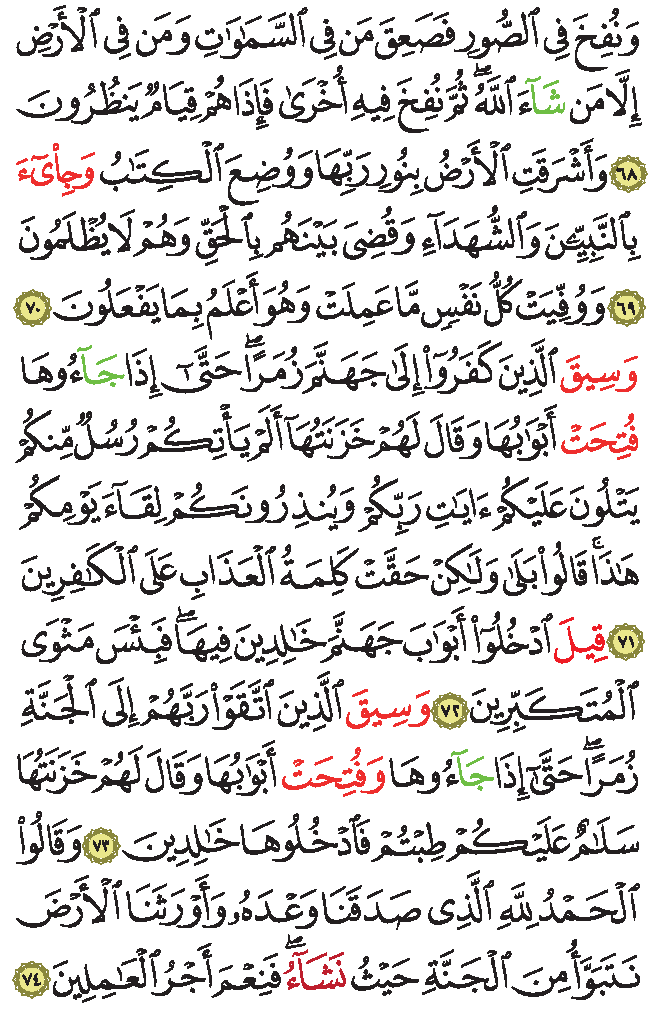 وَنُفِخَ فِي ٱلصُّورِ فَصَعِقَ مَن فِي ٱلسَّمَٰوَٰتِ وَمَن فِي ٱلْأَرْضِ
إِلَّا مَن شَآءَ ٱللَّهُۖ ثُمَّ نُفِخَ فِيهِ أُخْرَىٰ فَإِذَا هُمْ قِيَامٌ يَنظُرُونَ
٦٨ وَأَشْرَقَتِ ٱلْأَرْضُ بِنُورِ رَبِّهَا وَوُضِعَ ٱلْكِتَٰبُ وَجِاْىٓءَ
بِٱلنَّبِيِّۦنَ وَٱلشُّهَدَآءِ وَقُضِيَ بَيْنَهُم بِٱلْحَقِّ وَهُمْ لَا يُظْلَمُونَ
٦٩ وَوُفِّيَتْ كُلُّ نَفْسٍ مَّا عَمِلَتْ وَهُوَ أَعْلَمُ بِمَا يَفْعَلُونَ ٧٠
وَسِيقَ ٱلَّذِينَ كَفَرُوٓاْ إِلَىٰ جَهَنَّمَ زُمَرًاۖ حَتَّىٰٓ إِذَا جَآءُوهَا
فُتِحَتْ أَبْوَٰبُهَا وَقَالَ لَهُمْ خَزَنَتُهَآ أَلَمْ يَأْتِكُمْ رُسُلٌ مِّنكُمْ
يَتْلُونَ عَلَيْكُمْ ءَايَٰتِ رَبِّكُمْ وَيُنذِرُونَكُمْ لِقَآءَ يَوْمِكُمْ
هَٰذَاۚ قَالُواْ بَلَىٰ وَلَٰكِنْ حَقَّتْ كَلِمَةُ ٱلْعَذَابِ عَلَى ٱلْكَٰفِرِينَ
٧١ قِيلَ ٱدْخُلُوٓاْ أَبْوَٰبَ جَهَنَّمَ خَٰلِدِينَ فِيهَاۖ فَبِئْسَ مَثْوَى
ٱلْمُتَكَبِّرِينَ ٧٢ وَسِيقَ ٱلَّذِينَ ٱتَّقَوْاْ رَبَّهُمْ إِلَى ٱلْجَنَّةِ
زُمَرًاۖ حَتَّىٰٓ إِذَا جَآءُوهَا وَفُتِحَتْ أَبْوَٰبُهَا وَقَالَ لَهُمْ خَزَنَتُهَا
سَلَٰمٌ عَلَيْكُمْ طِبْتُمْ فَٱدْخُلُوهَا خَٰلِدِينَ ٧٣ وَقَالُواْ
ٱلْحَمْدُ لِلَّهِ ٱلَّذِي صَدَقَنَا وَعْدَهُۥ وَأَوْرَثَنَا ٱلْأَرْضَ
نَتَبَوَّأُ مِنَ ٱلْجَنَّةِ حَيْثُ نَشَآءُۖ فَنِعْمَ أَجْرُ ٱلْعَٰمِلِينَ ٧٤